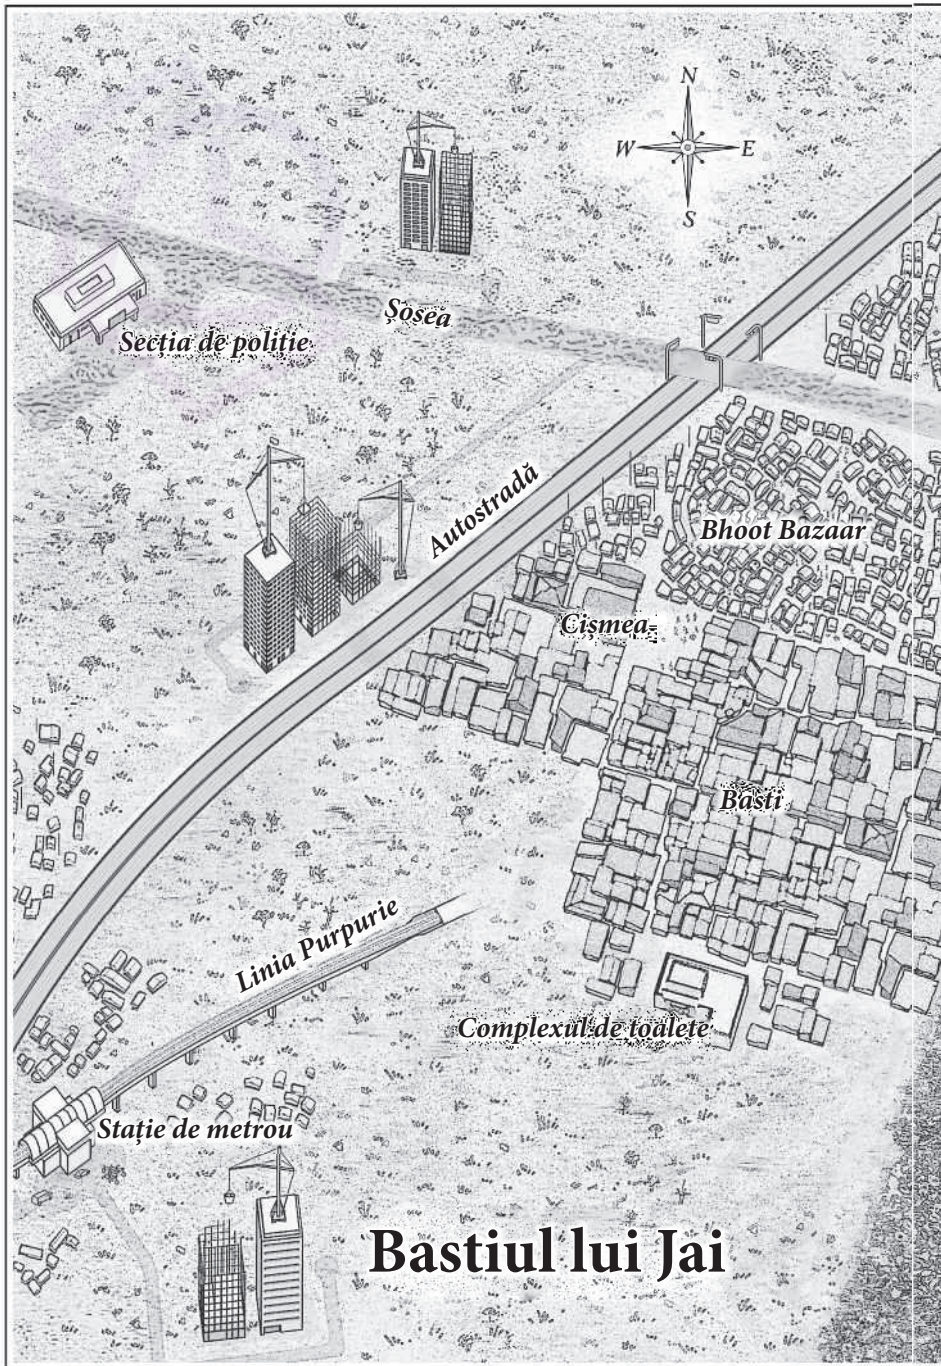 N
W E
S
Șosea
Secția de poliție
Autostradă
Bhoot Bazaar
Cișmea
Basti
Linia Purpurie
Complexul de toalete
Stație de metrou
Bastiul lui Jai